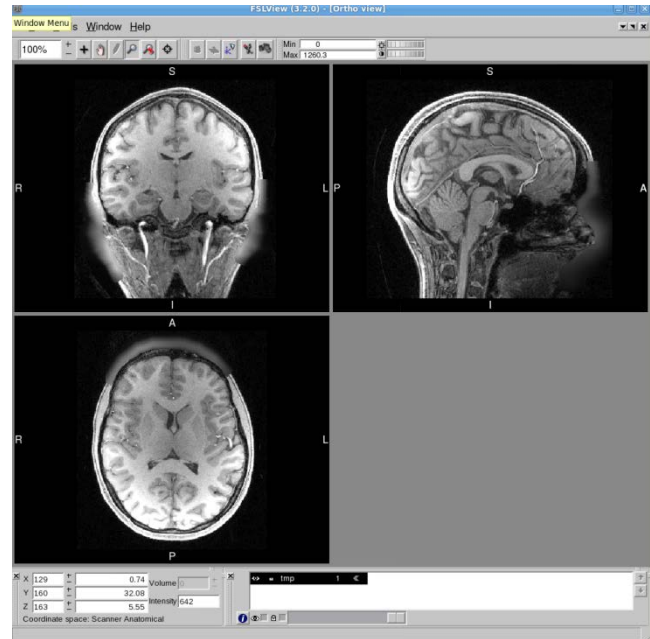 FSLView (3.2.0) - [Ortho view]
Window Menu
s Window Help
100%
Min 0
Max 1260.3
S
R L
I
S
P A
I
A
R L
P
X 129 0.74 Volume 0
Y 160 32.08
Z 163 5.55 Intensity 642
Coordinate space: Scanner Anatomical
tmp 1